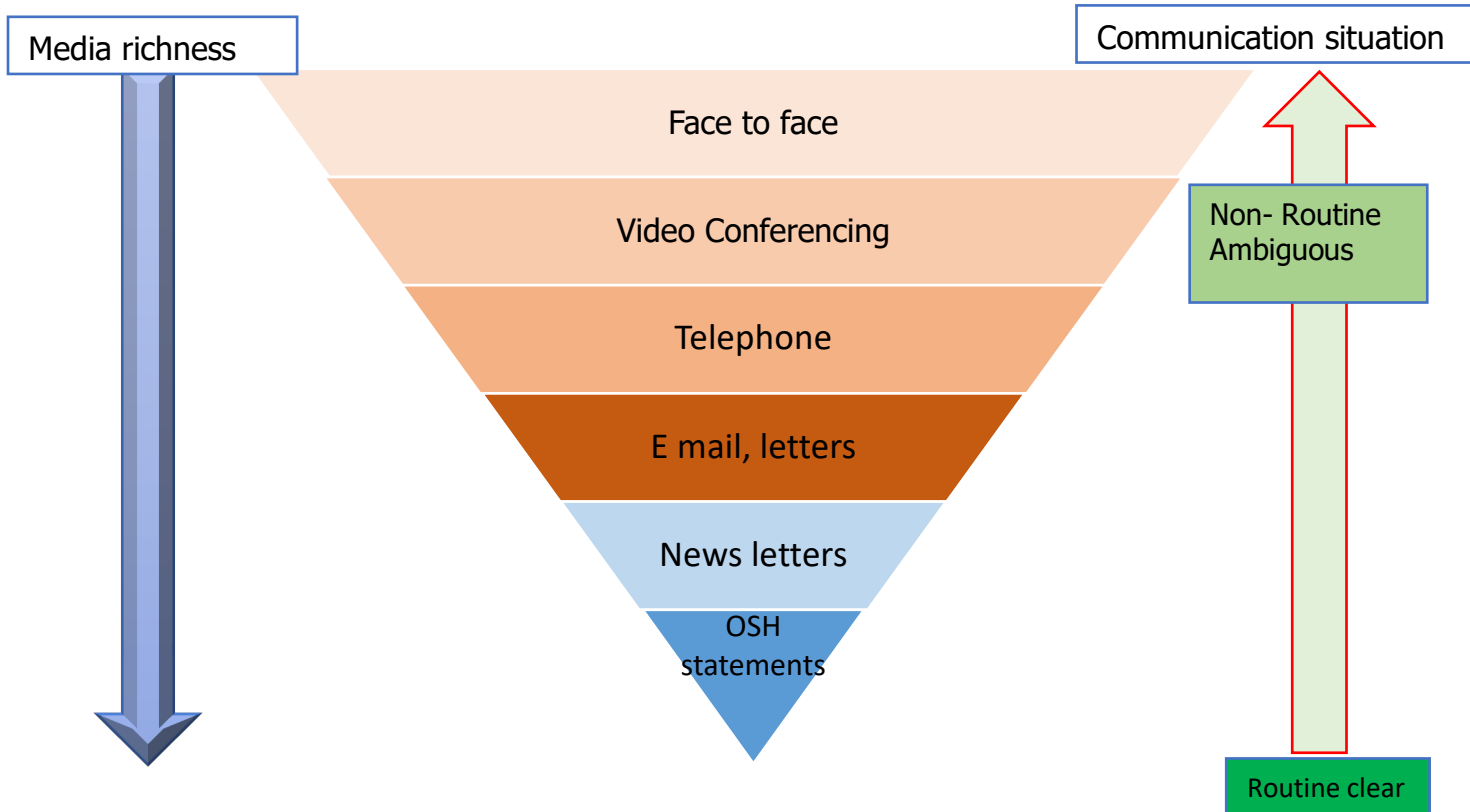 Media richness
Communication situation
Face to face
Video Conferencing
Non- Routine
Ambiguous
Telephone
E mail, letters
News letters
OSH
statements
Routine clear